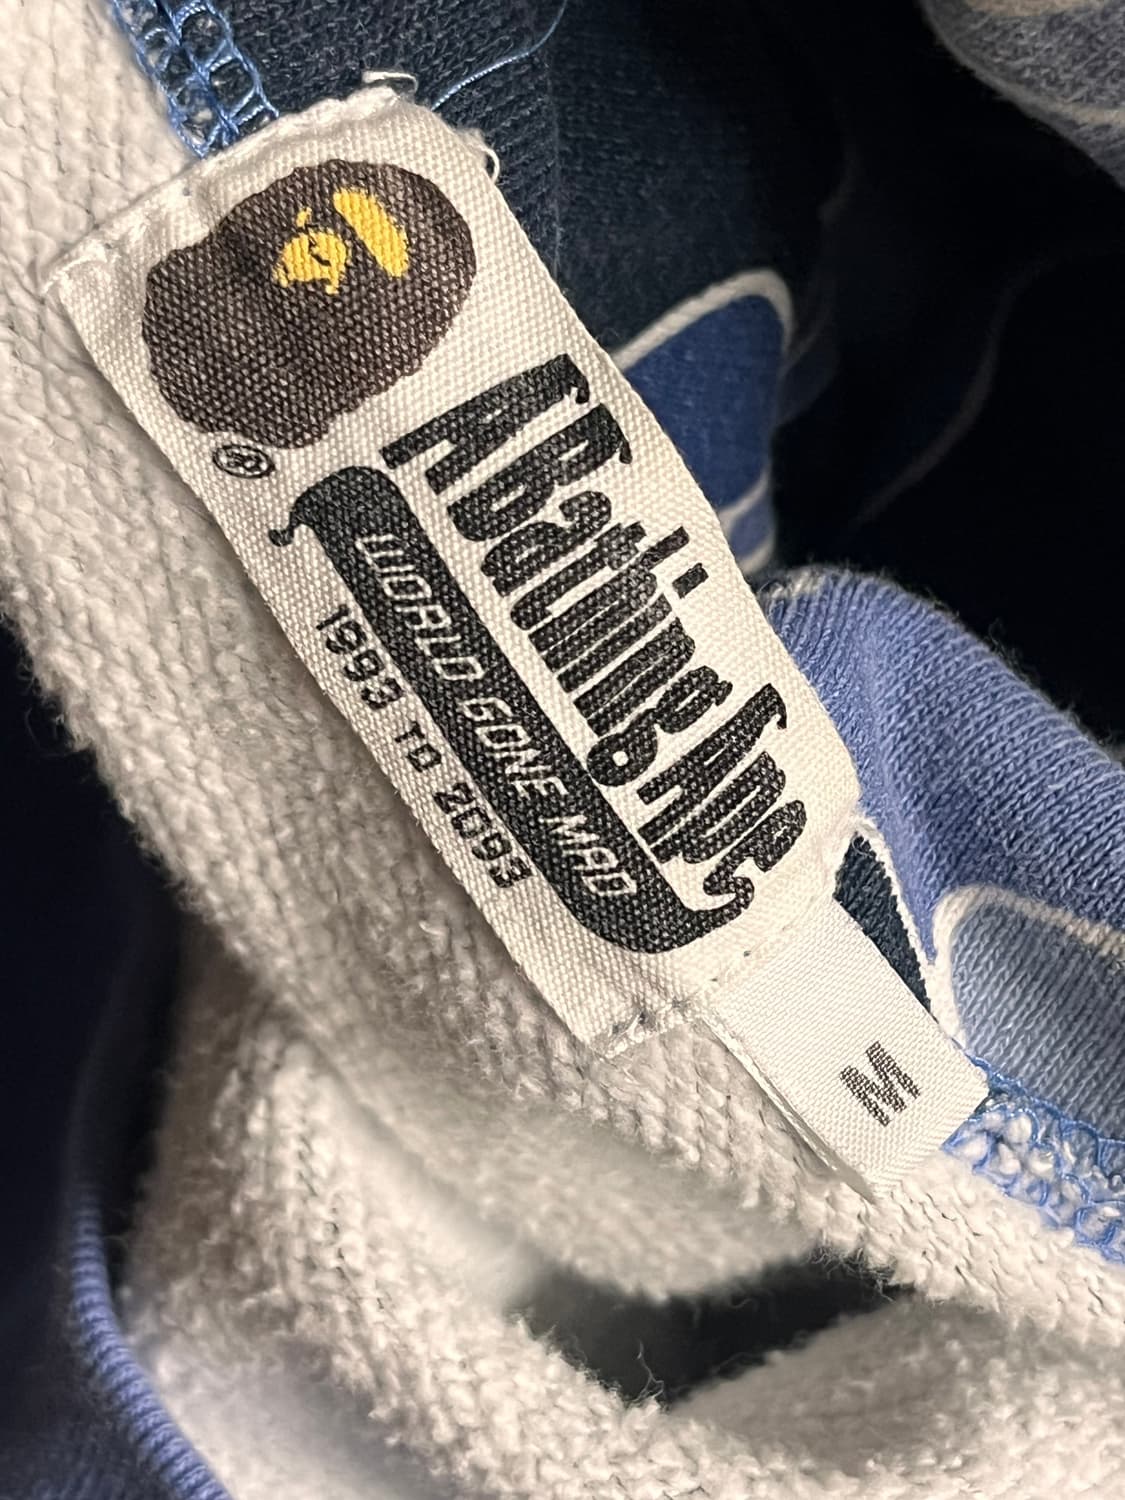 ®
A Bathing Ape
WORLD GONE MAD
1993 TO 2093
M